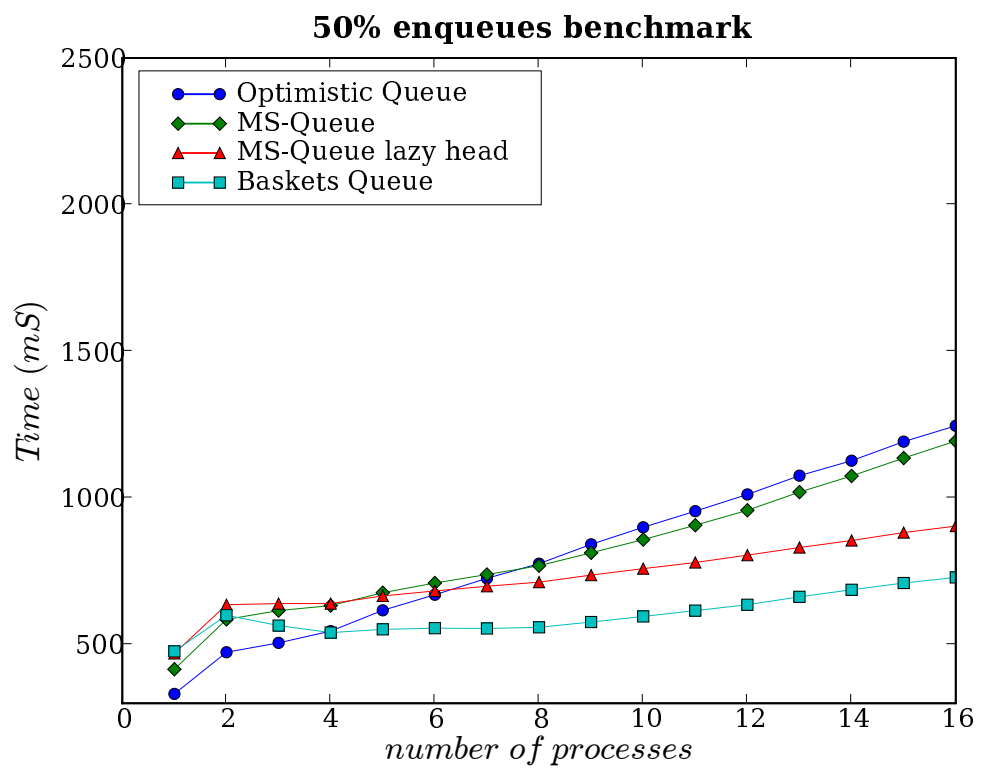 50% enqueues benchmark
2500
2000
1500
1000
500
Time (mS)
Optimistic Queue
MS-Queue
MS-Queue lazy head
Baskets Queue
0 2 4 6 8 10 12 14 16
number of processes